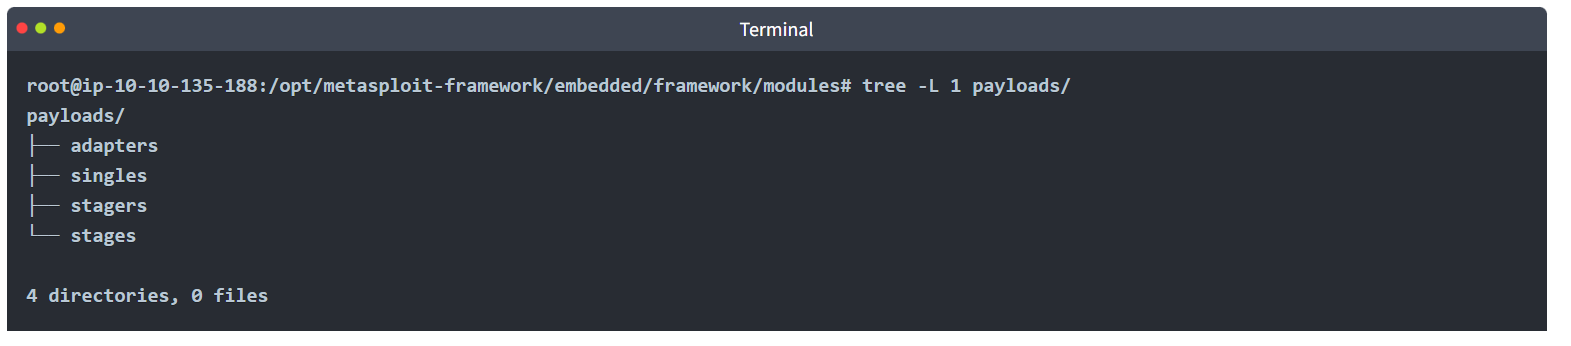 Terminal
root@ip-10-10-135-188:/opt/metasploit-framework/embedded/framework/modules# tree -L 1 payloads/
payloads/
├── adapters
├── singles
├── stagers
└── stages
4 directories, 0 files